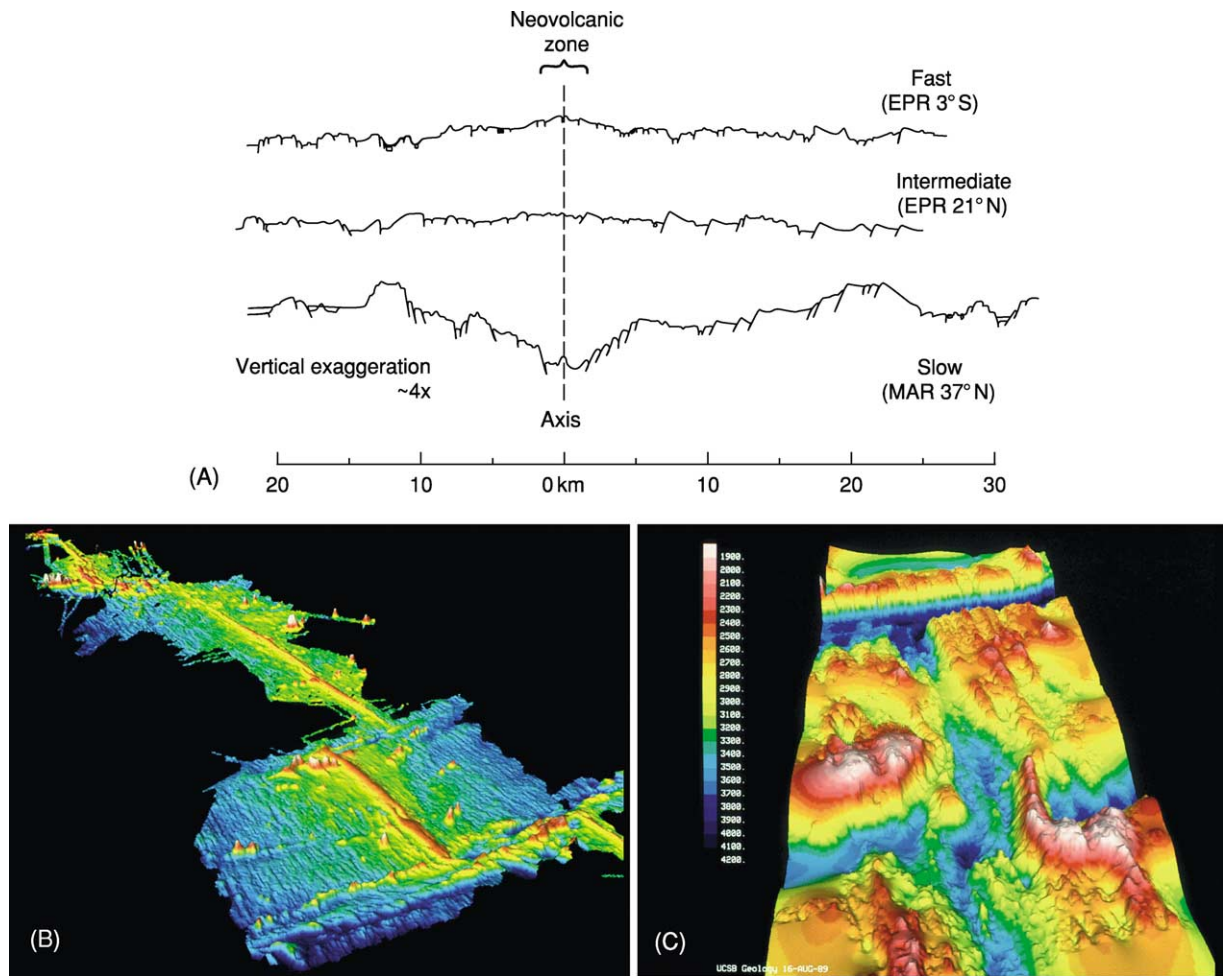 Neovolcanic
zone
Fast
(EPR 3° S)
Intermediate
(EPR 21° N)
Vertical exaggeration
~4x
Slow
(MAR 37° N)
Axis
(A)
20 10 0 km 10 20 30
(B)
1900.
2000.
2100.
2200.
2300.
2400.
2500.
2600.
2700.
2800.
2900.
3000.
3100.
3200.
3300.
3400.
3500.
3600.
3700.
3800.
3900.
4000.
4100.
4200.
(C)
UCSB Geology 16-AUG-89